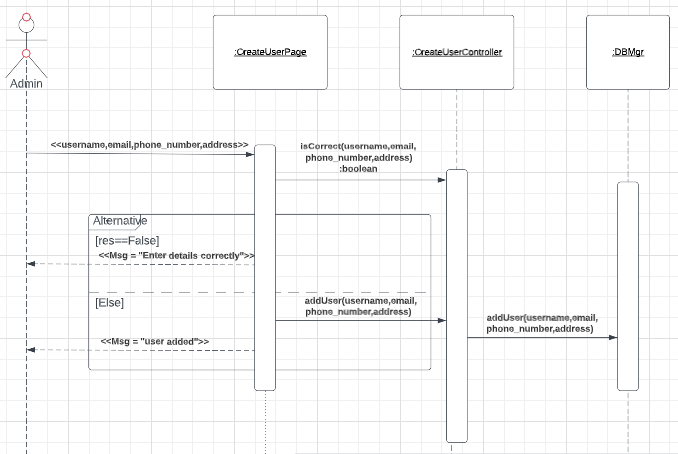 :CreateUserPage
:CreateUserController
:DBMgr
Admin
<<username,email,phone_number,address>>
isCorrect(username,email,
phone_number,address)
:boolean
Alternative
[res==False]
<<Msg = "Enter details correctly">>
[Else]
addUser(username,email,
phone_number,address)
addUser(username,email,
phone_number,address)
<<Msg = "user added">>